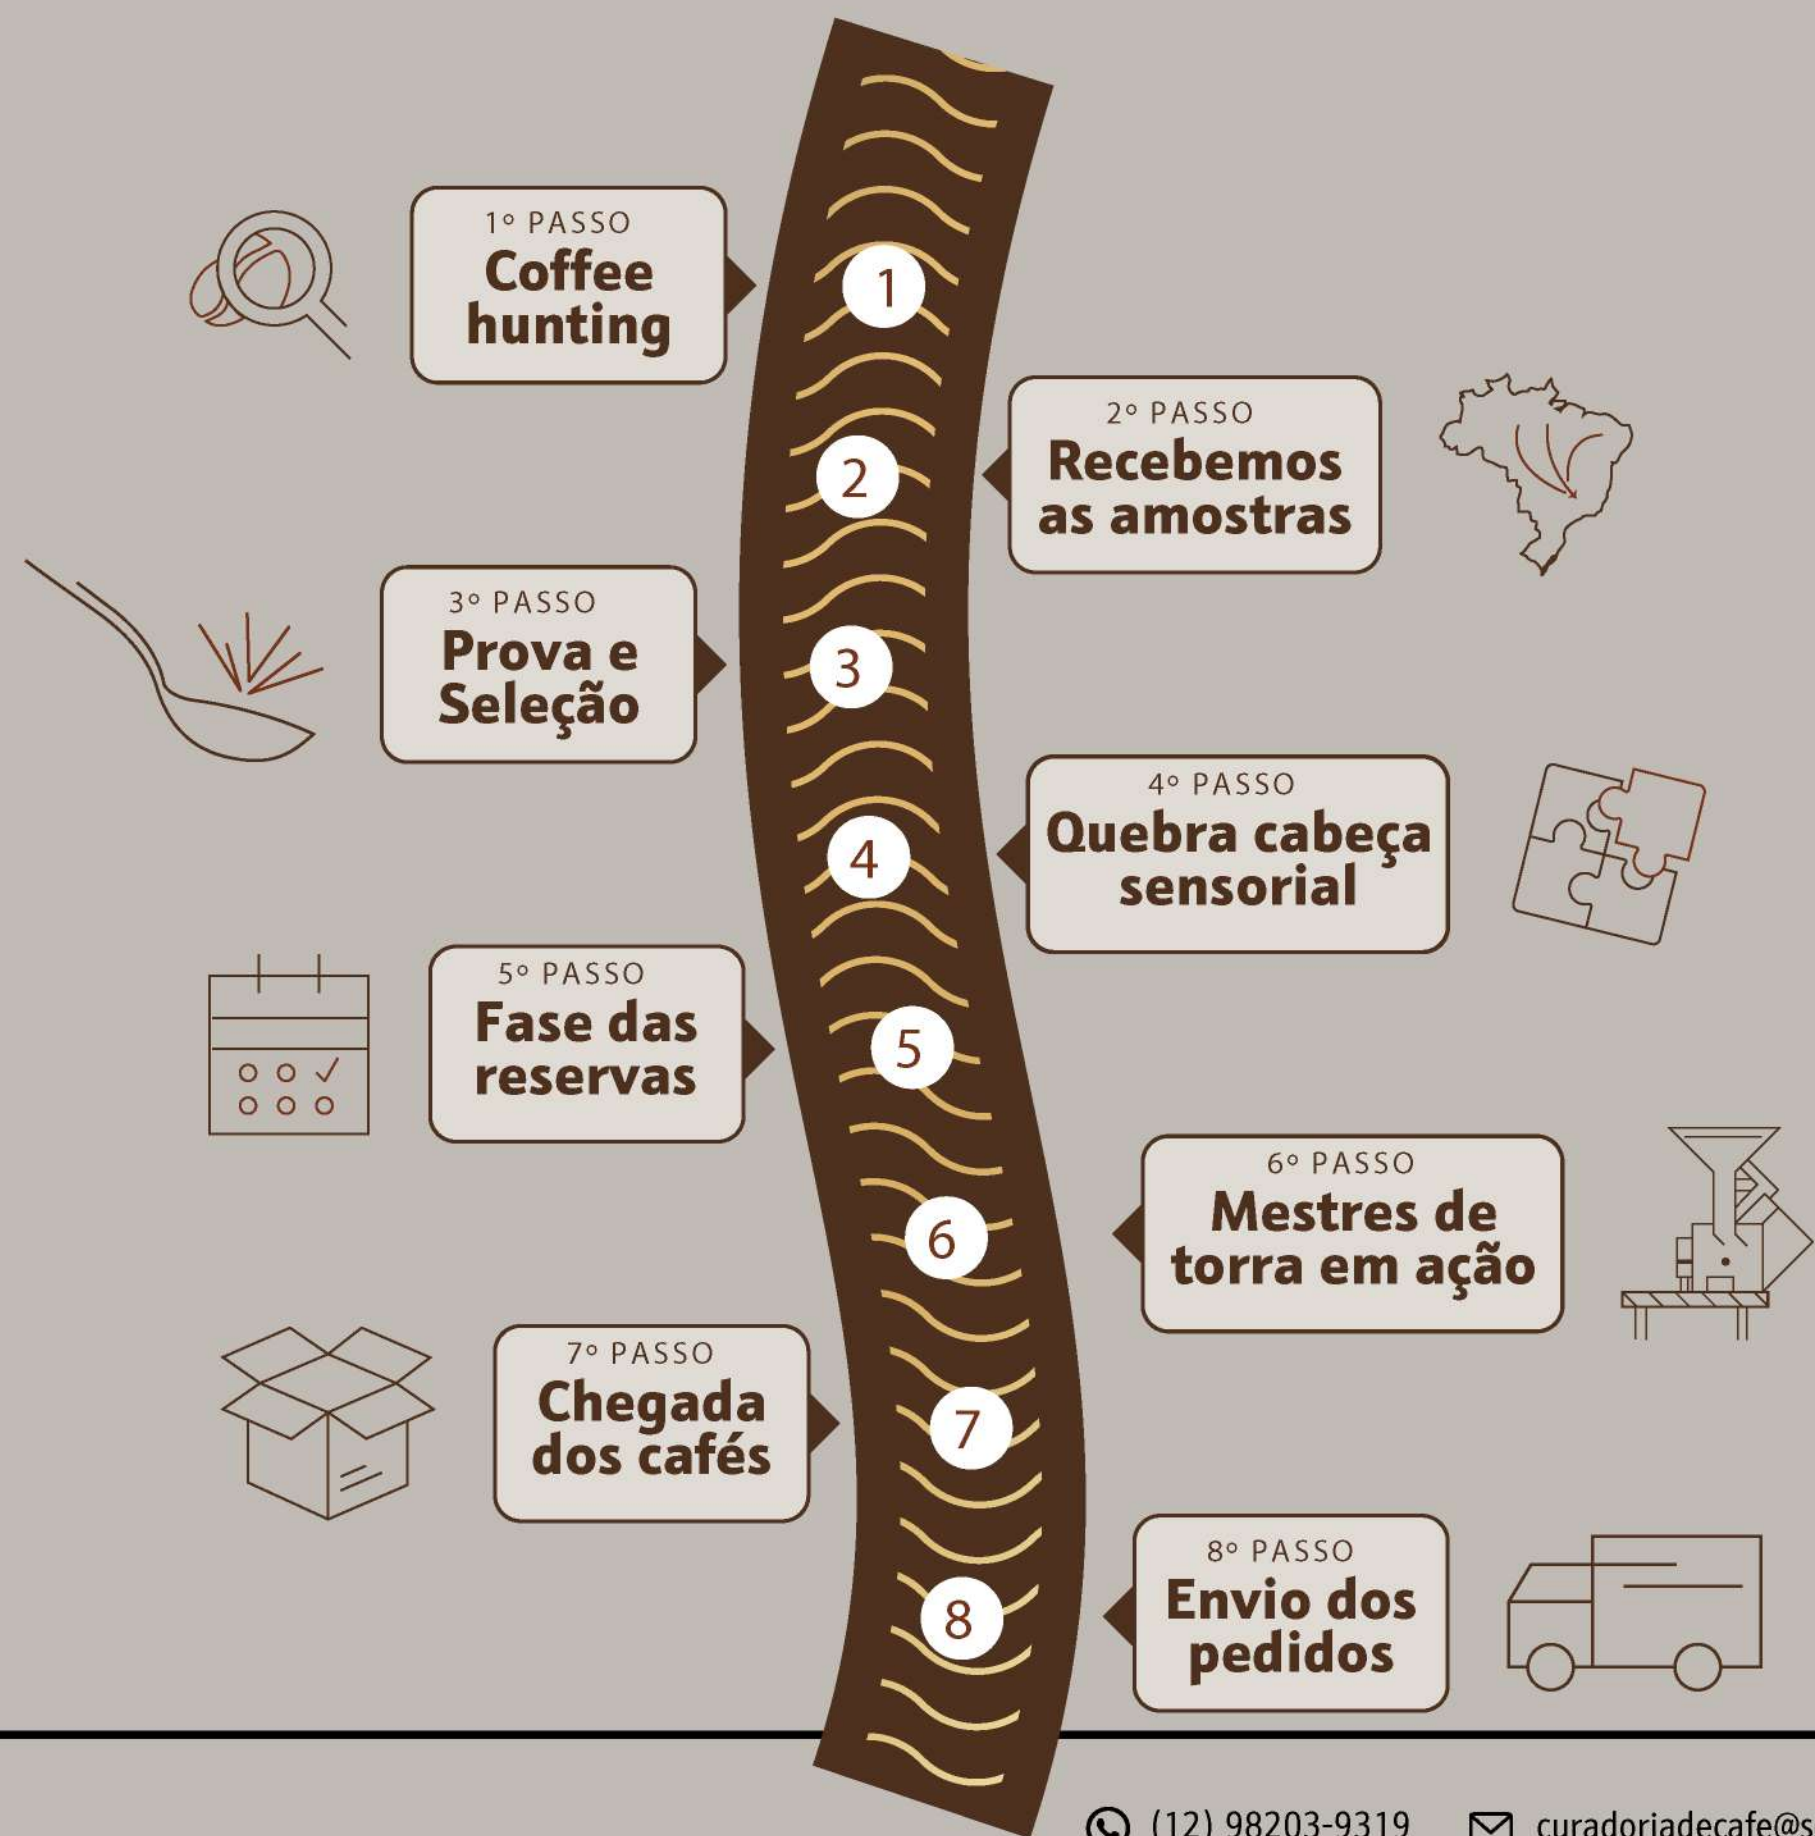 1º PASSO
Coffee
hunting
1
2º PASSO
Recebemos
as amostras
2
3º PASSO
Prova e
Seleção
3
4º PASSO
Quebra cabeça
sensorial
4
5º PASSO
Fase das
reservas
5
6º PASSO
Mestres de
torra em ação
6
7º PASSO
Chegada
dos cafés
7
8º PASSO
Envio dos
pedidos
8
(12) 98203-9319
curadoriadecafe@s